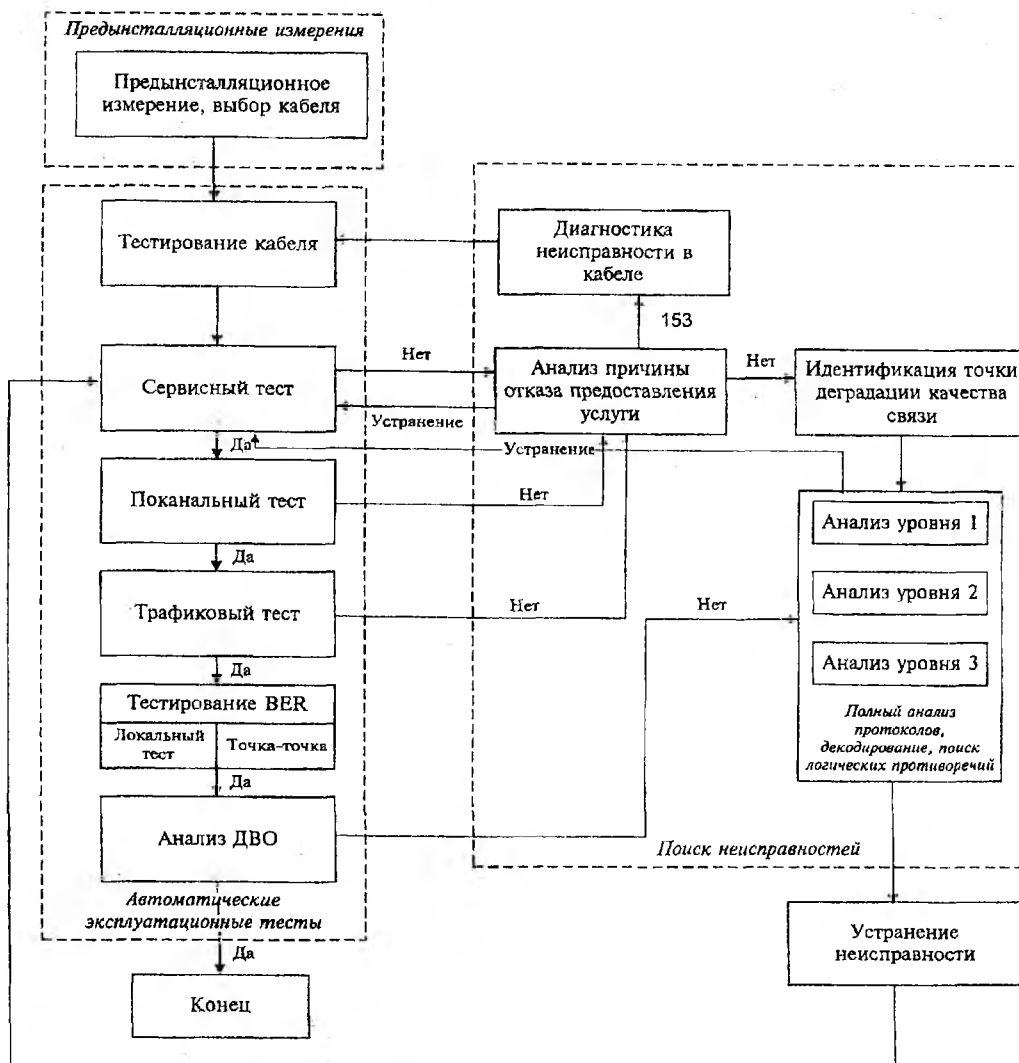 Предынсталляционные измерения
Предынсталляционное
измерение, выбор кабеля
Тестирование кабеля
Диагностика
неисправности в
кабеле
153
Сервисный тест
Нет
Устранение
Анализ причины
отказа предоставления
услуги
Нет
Идентификация точки
деградации качества
связи
Да
Устранение
Поканальный тест
Нет
Да
Трафиковый тест
Нет
Нет
Анализ уровня 1
Анализ уровня 2
Анализ уровня 3
Полный анализ
протоколов,
декодирование, поиск
логических противоречий
Да
Тестирование BER
Локальный
тест
Точка-точка
Да
Анализ ДВО
Поиск неисправностей
Автоматические
эксплуатационные тесты
Да
Конец
Устранение
неисправности